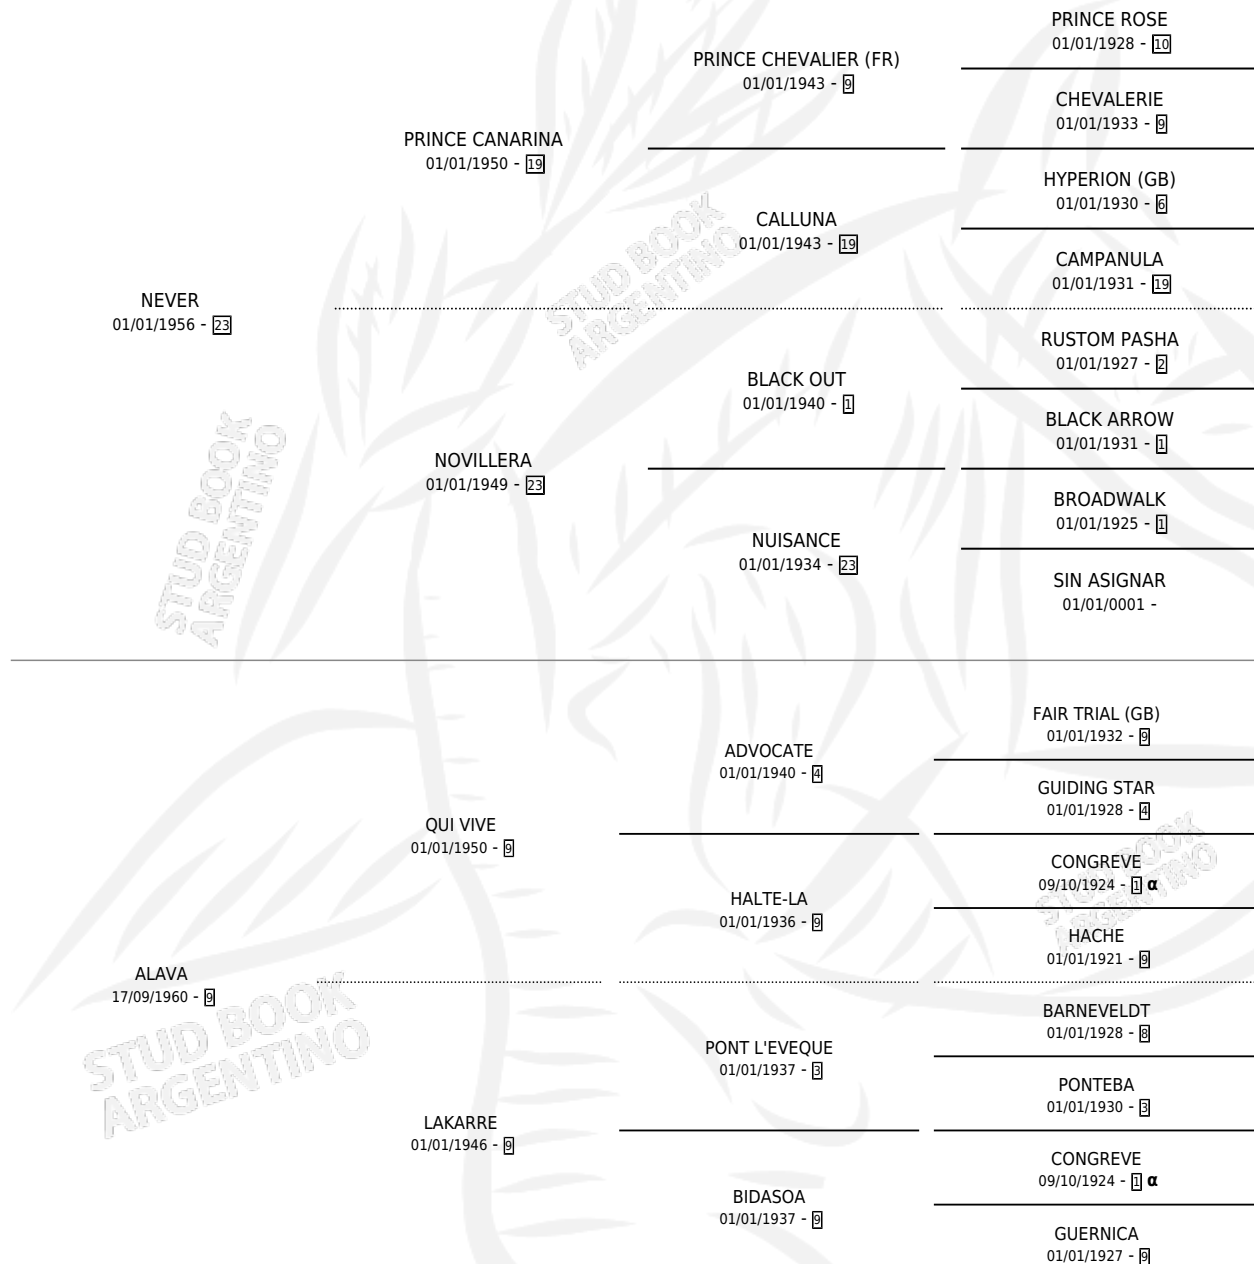 PRINCE ROSE
01/01/1928 - 10
PRINCE CHEVALIER (FR)
01/01/1943 - 9
CHEVALERIE
01/01/1933 - 9
PRINCE CANARINA
01/01/1950 - 19
HYPERION (GB)
01/01/1930 - 6
CALLUNA
01/01/1943 - 19
CAMPANULA
01/01/1931 - 19
NEVER
01/01/1956 - 23
RUSTOM PASHA
01/01/1927 - 2
BLACK OUT
01/01/1940 - 1
BLACK ARROW
01/01/1931 - 1
NOVILLERA
01/01/1949 - 23
BROADWALK
01/01/1925 - 1
NUISANCE
01/01/1934 - 23
SIN ASIGNAR
01/01/0001 -
STUD BOOK
ARGENTINO
STUD BOOK
ARGENTINO
FAIR TRIAL (GB)
01/01/1932 - 9
ADVOCATE
01/01/1940 - 4
GUIDING STAR
01/01/1928 - 4
QUI VIVE
01/01/1950 - 9
CONGREVE
09/10/1924 - 1 α
HALTE-LA
01/01/1936 - 9
HACHE
01/01/1921 - 9
ALAVA
17/09/1960 - 9
BARNEVELDT
01/01/1928 - 8
PONT L'EVEQUE
01/01/1937 - 3
PONTEBA
01/01/1930 - 3
LAKARRE
01/01/1946 - 9
CONGREVE
09/10/1924 - 1 α
BIDASOA
01/01/1937 - 9
GUERNICA
01/01/1927 - 9
STUD BOOK
ARGENTINO
STUD BOOK
ARGENTINO